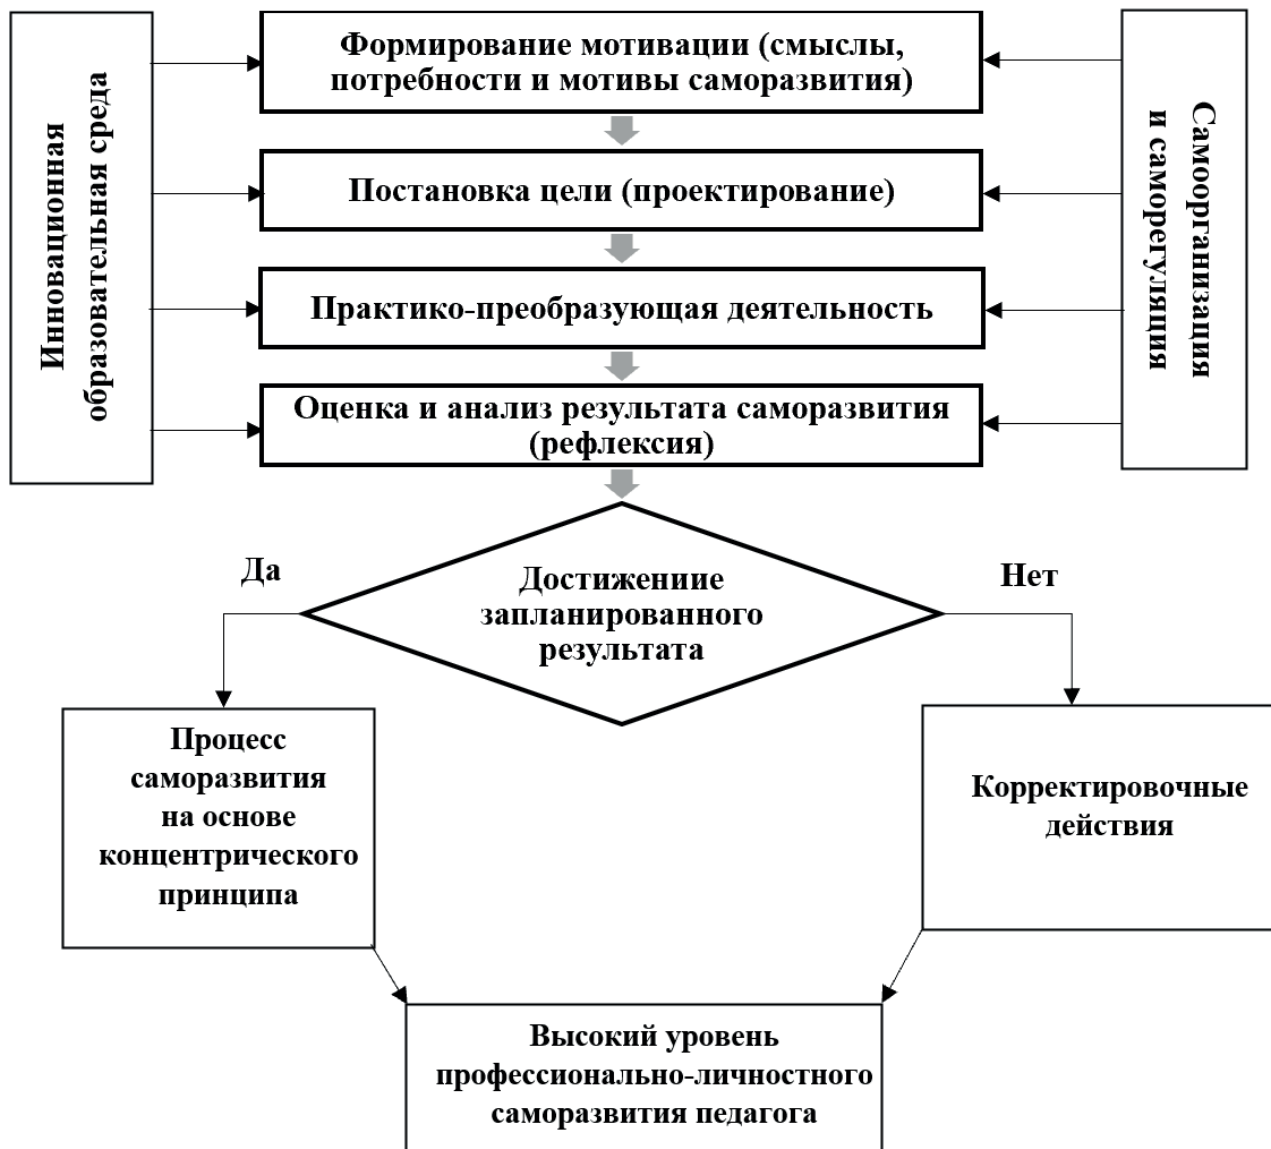 Инновационная
образовательная среда
Формирование мотивации (смыслы,
потребности и мотивы саморазвития)
Постановка цели (проектирование)
Практико-преобразующая деятельность
Оценка и анализ результата саморазвития
(рефлексия)
Самоорганизация
и саморегуляция
Да
Достижениие
запланированного
результата
Нет
Процесс
саморазвития
на основе
концентрического
принципа
Корректировочные
действия
Высокий уровень
профессионально-личностного
саморазвития педагога